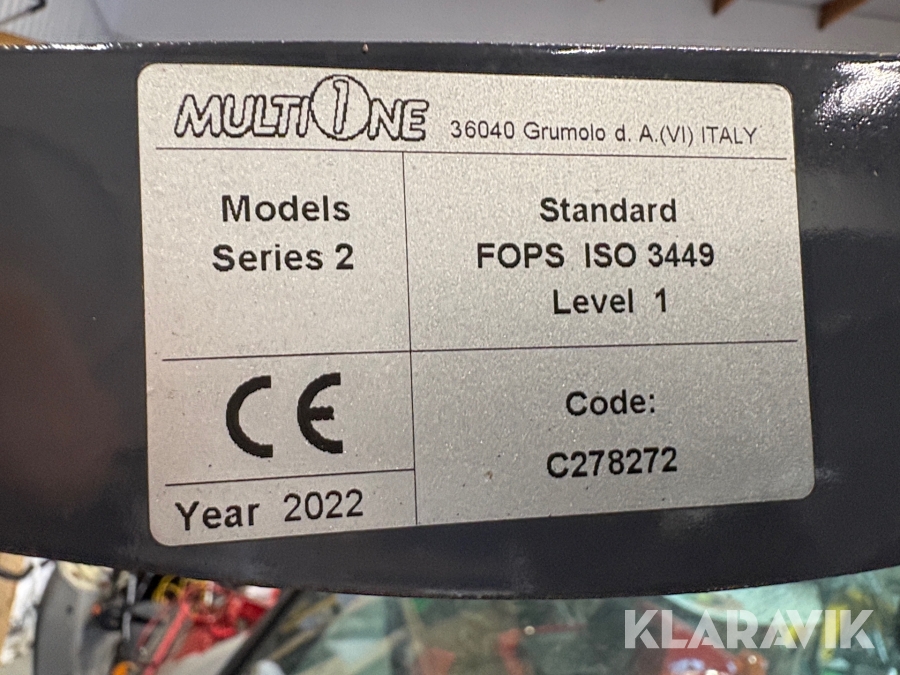 MULTIONE 36040 Grumolo d. A.(VI) ITALY
Models
Series 2
Standard
FOPS ISO 3449
Level 1
CE
Year 2022
Code:
C278272
KLARAVIK